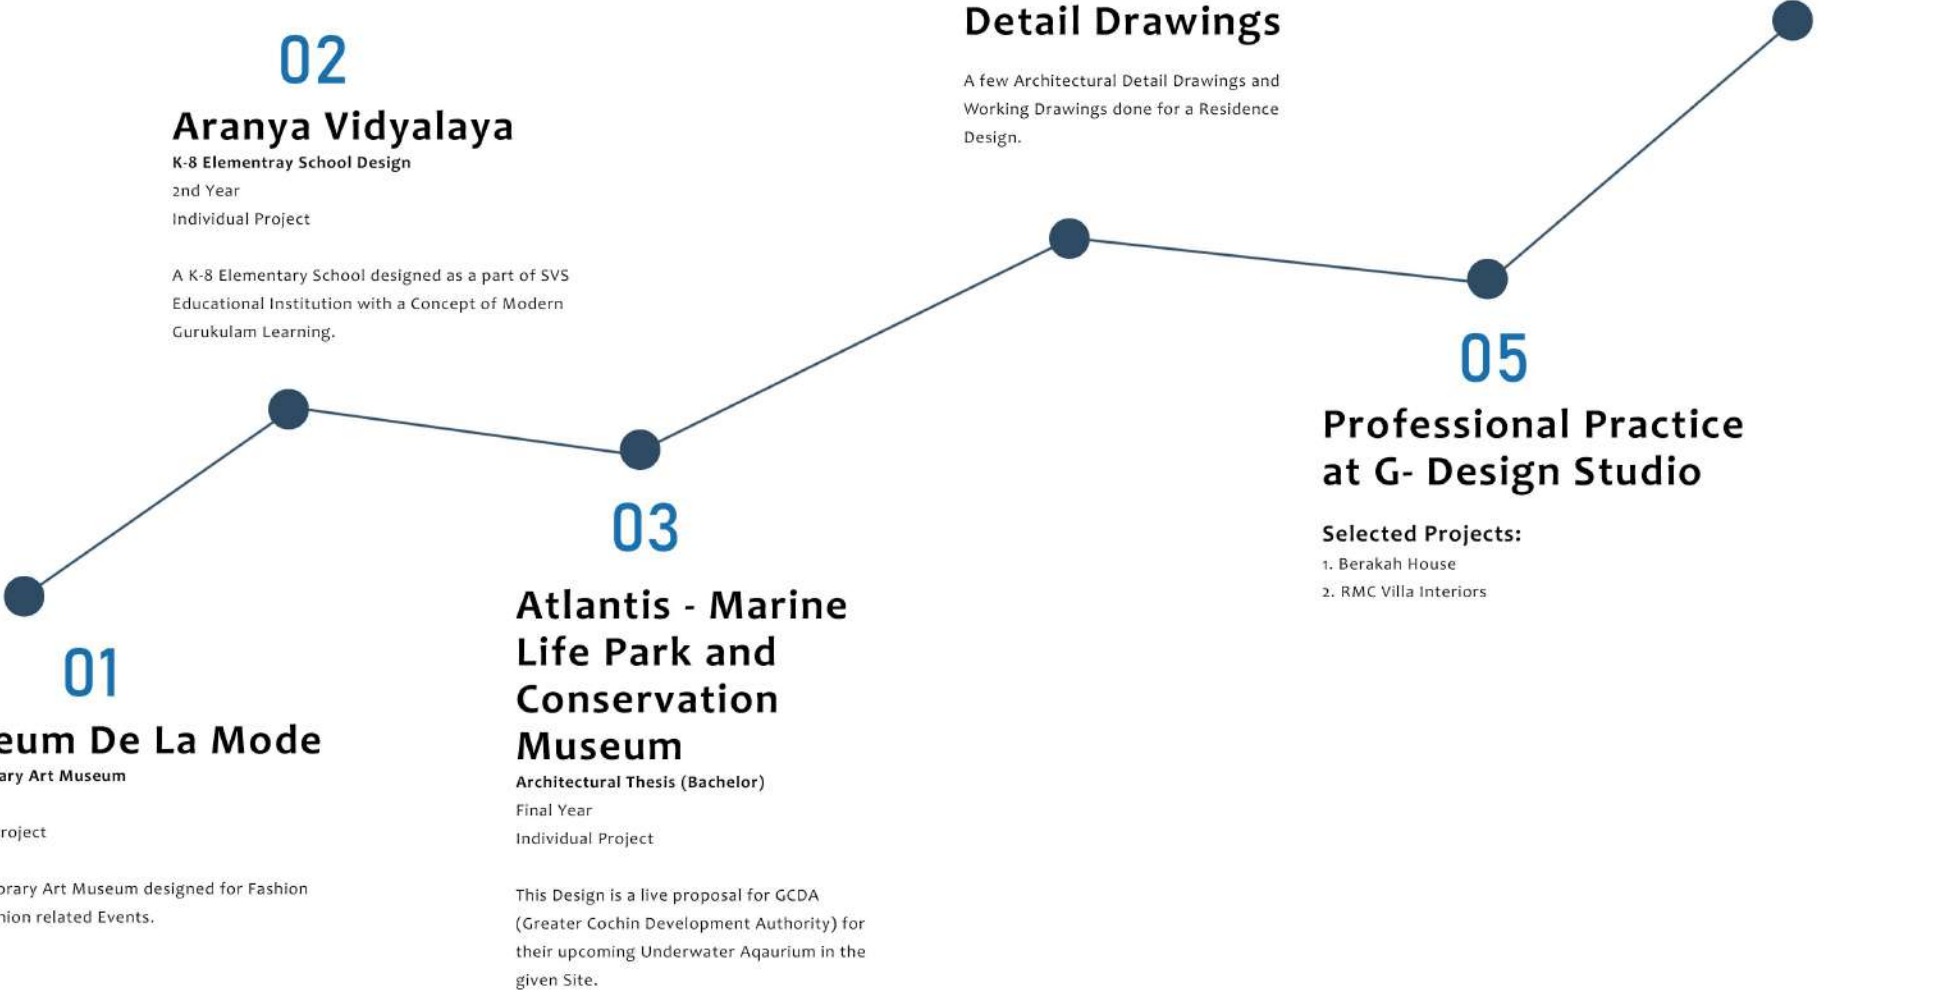 02
Aranya Vidyalaya
K-8 Elementray School Design
2nd Year
Individual Project
A K-8 Elementary School designed as a part of SVS
Educational Institution with a Concept of Modern
Gurukulam Learning.
Detail Drawings
A few Architectural Detail Drawings and
Working Drawings done for a Residence
Design.
01
eum De La Mode
ary Art Museum
roject
orary Art Museum designed for Fashion
hion related Events.
03
Atlantis - Marine
Life Park and
Conservation
Museum
Architectural Thesis (Bachelor)
Final Year
Individual Project
This Design is a live proposal for GCDA
(Greater Cochin Development Authority) for
their upcoming Underwater Aqaurium in the
given Site.
05
Professional Practice
at G- Design Studio
Selected Projects:
1. Berakah House
2. RMC Villa Interiors